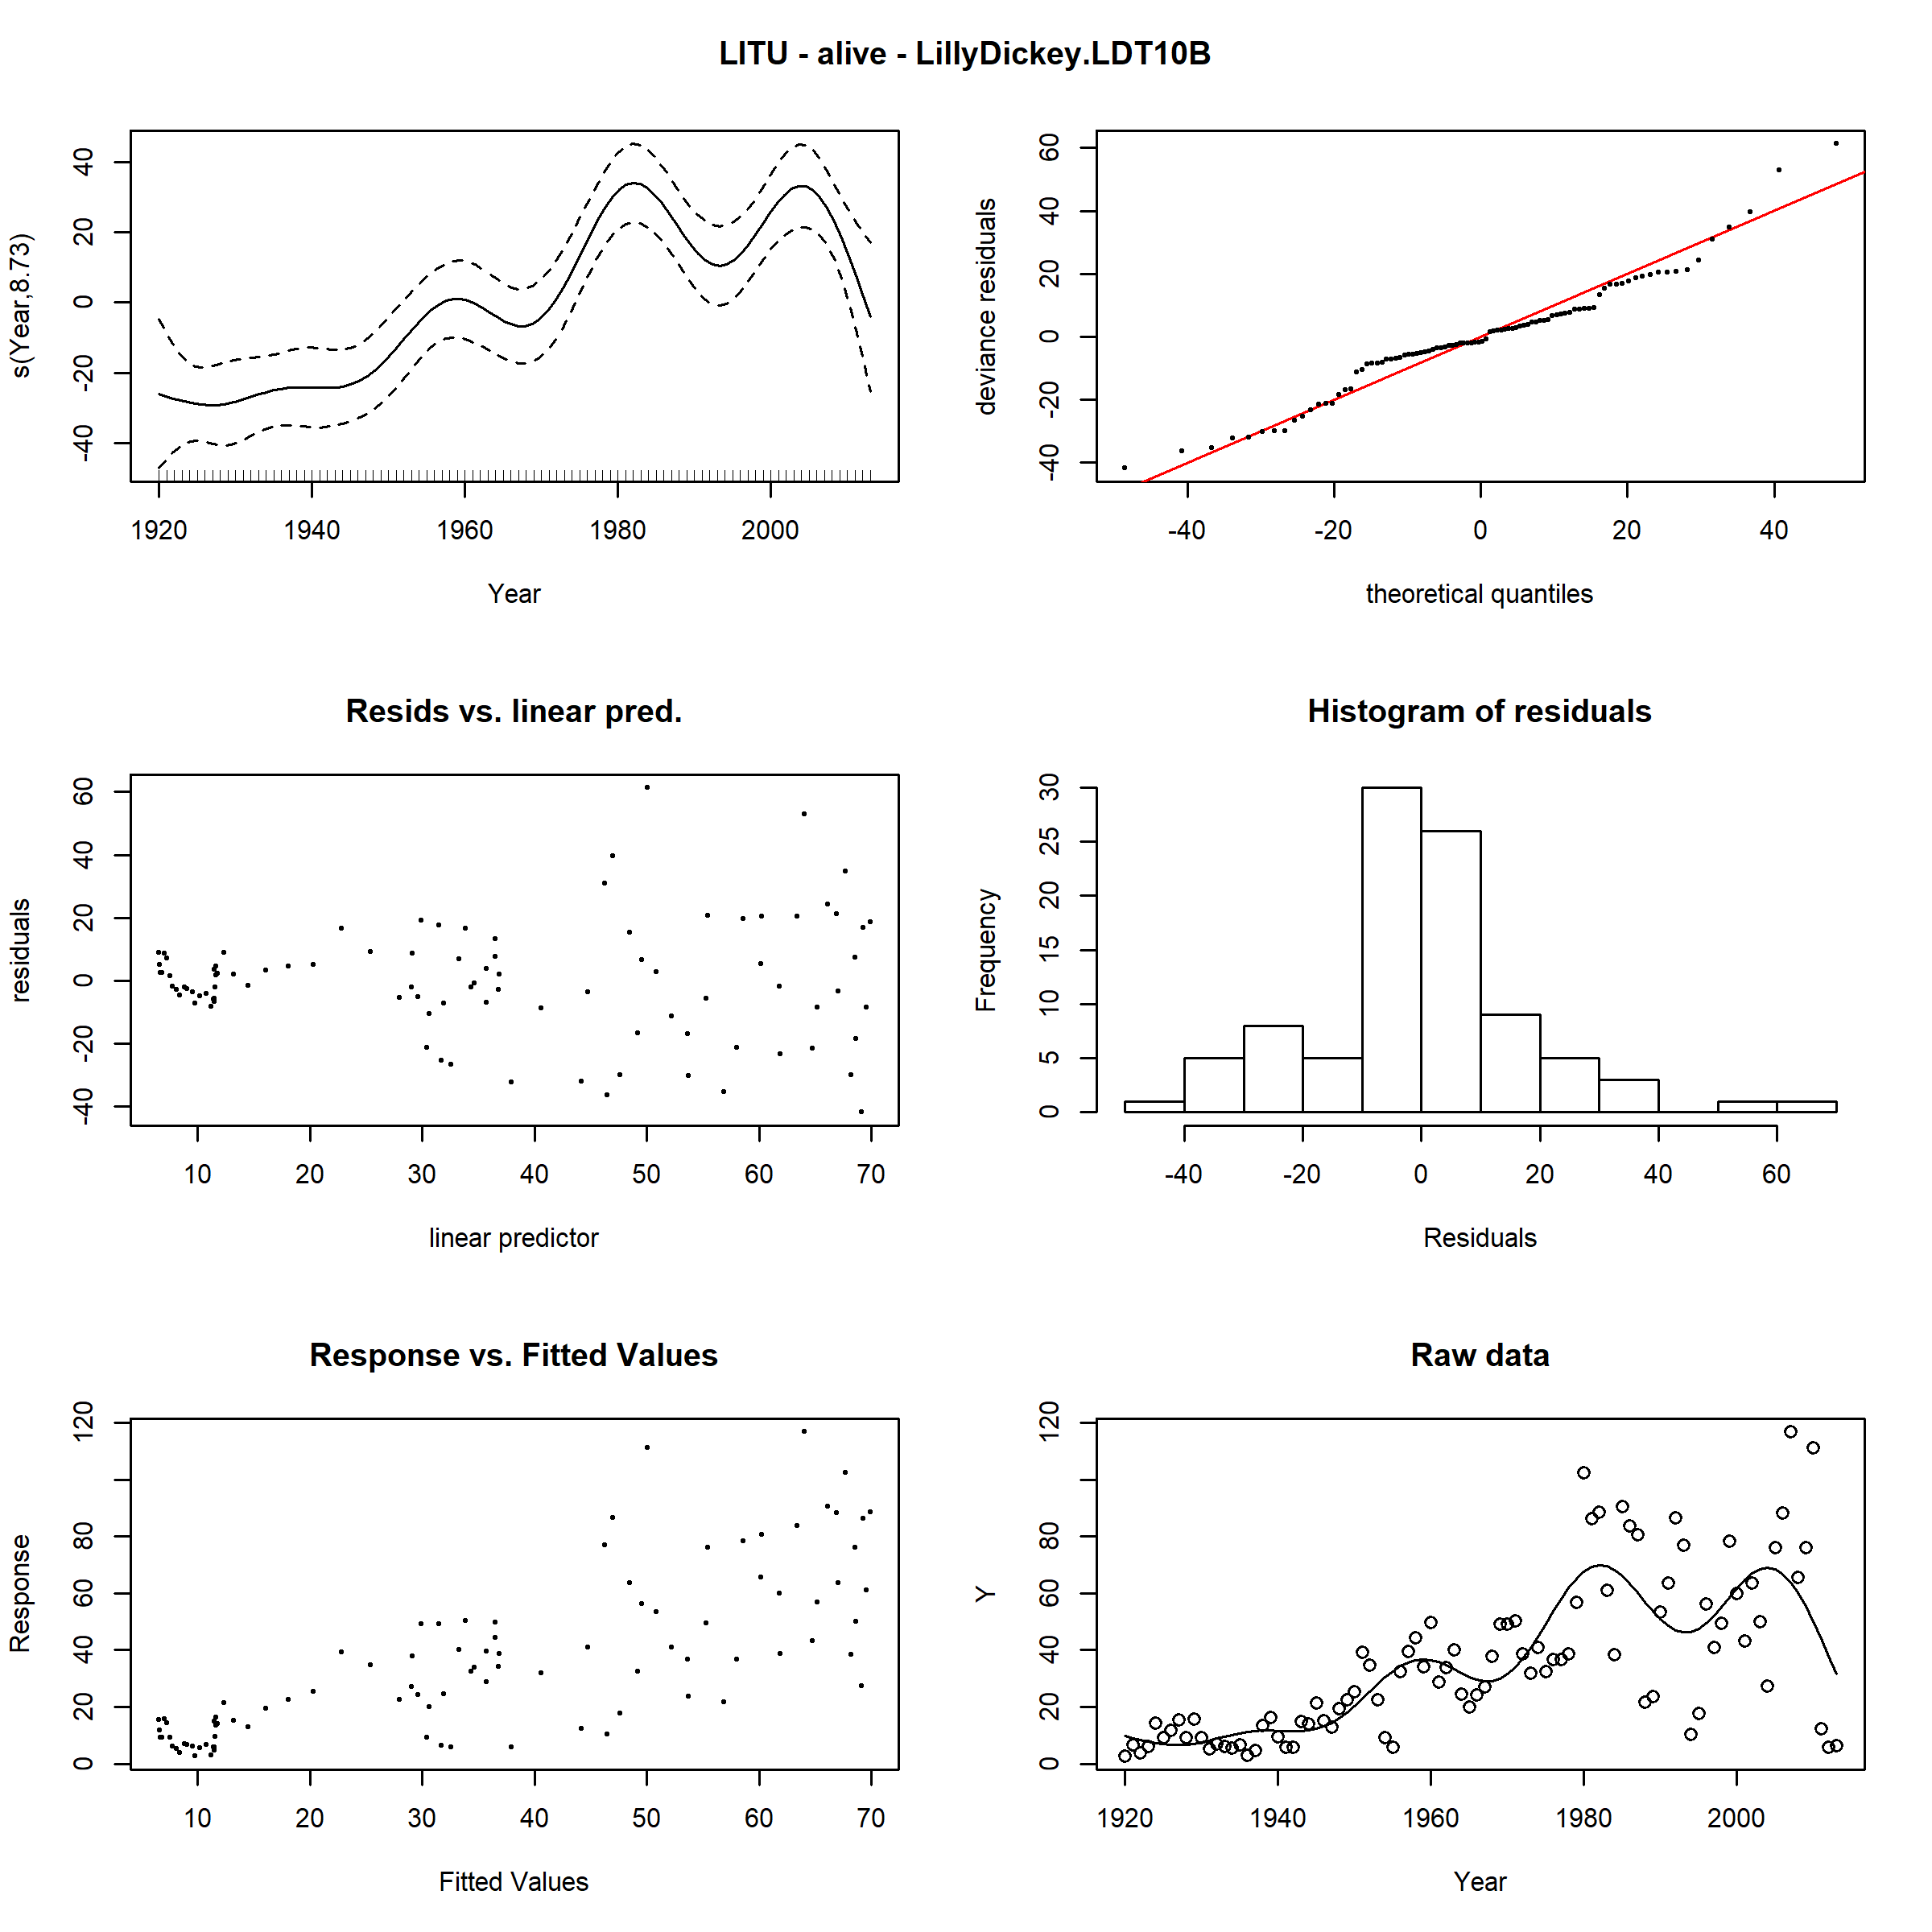 LITU - alive - LillyDickey.LDT10B
s(Year,8.73)
40
20
0
-20
-40
1920 1940 1960 1980 2000
Year
deviance residuals
60
40
20
0
-20
-40
-40 -20 0 20 40
theoretical quantiles
Resids vs. linear pred.
residuals
60
40
20
0
-20
-40
10 20 30 40 50 60 70
linear predictor
Histogram of residuals
Frequency
30
25
20
15
10
5
0
-40 -20 0 20 40 60
Residuals
Response vs. Fitted Values
Response
120
80
60
40
20
0
10 20 30 40 50 60 70
Fitted Values
Raw data
Y
120
80
60
40
20
0
1920 1940 1960 1980 2000
Year